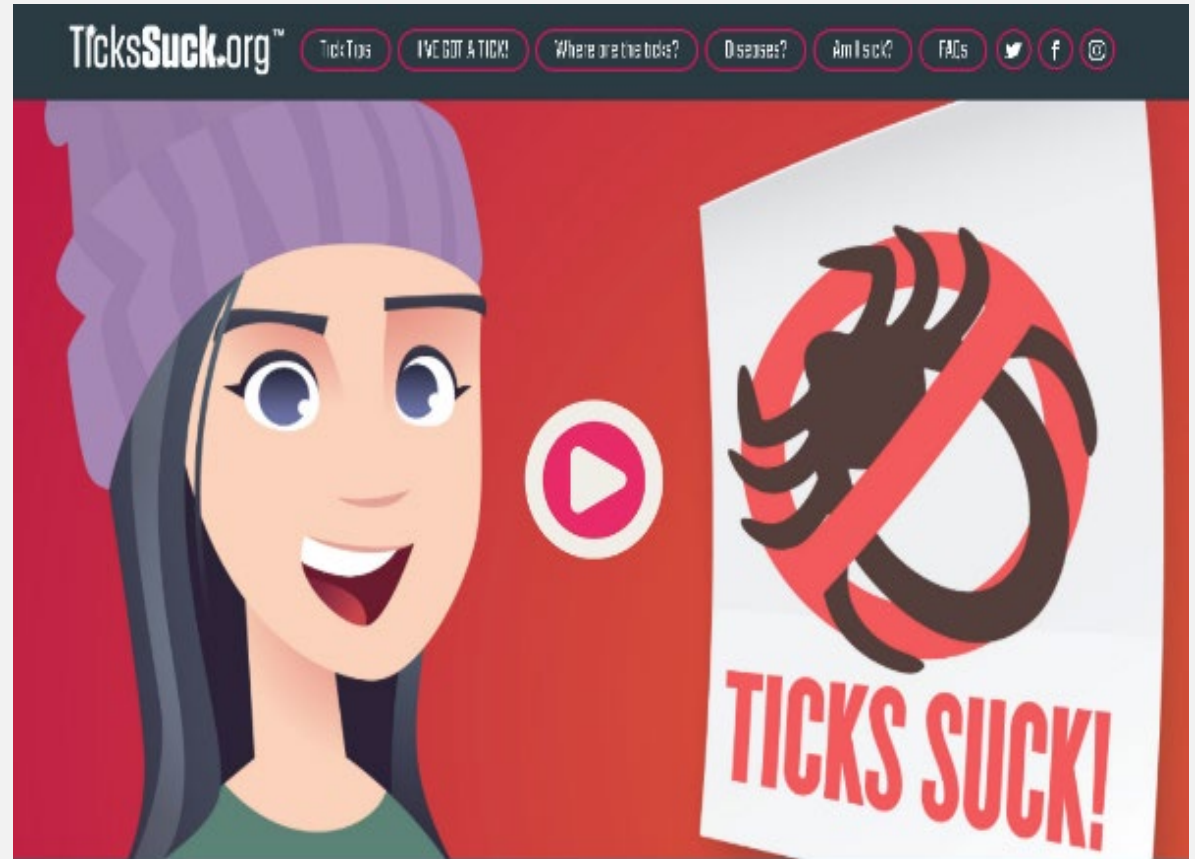 TicksSuck.org™
Tick Tips
I'VE GOT A TICK!
Where are the ticks?
Diseases?
Am I sick?
FAQs
TICKS SUCK!